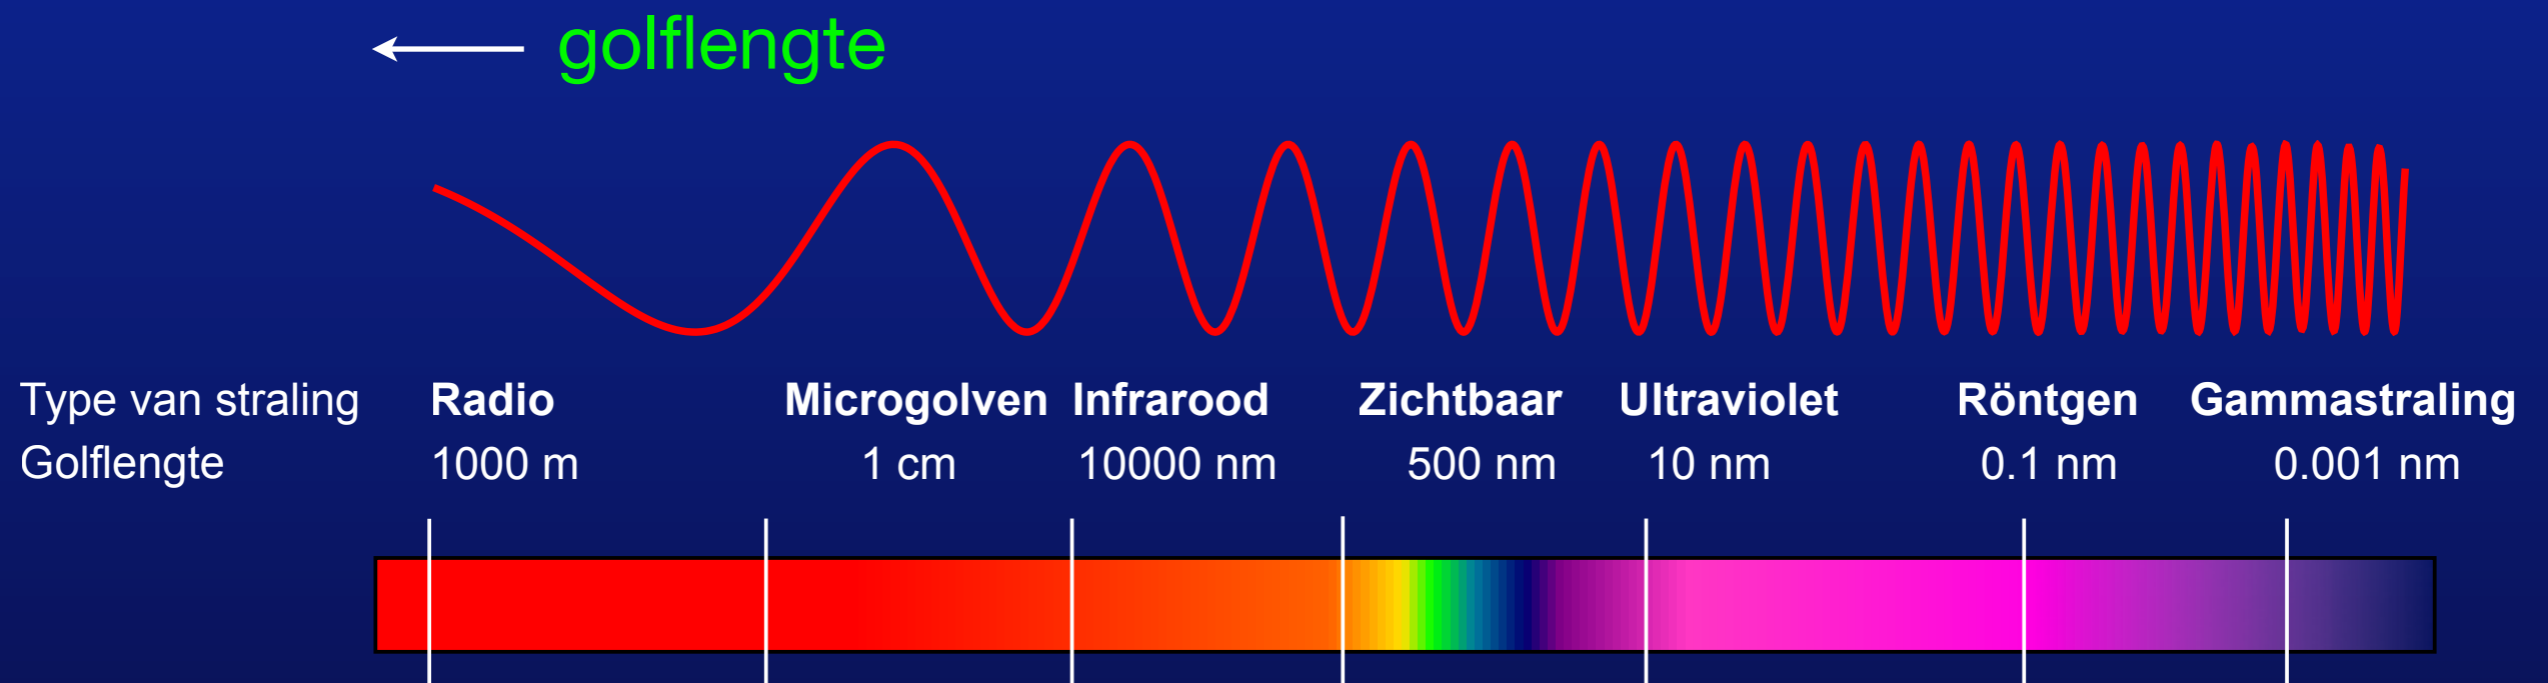 golflengte
Type van straling Radio Microgolven Infrarood Zichtbaar Ultraviolet Röntgen Gammastraling
Golflengte 1000 m 1 cm 10000 nm 500 nm 10 nm 0.1 nm 0.001 nm